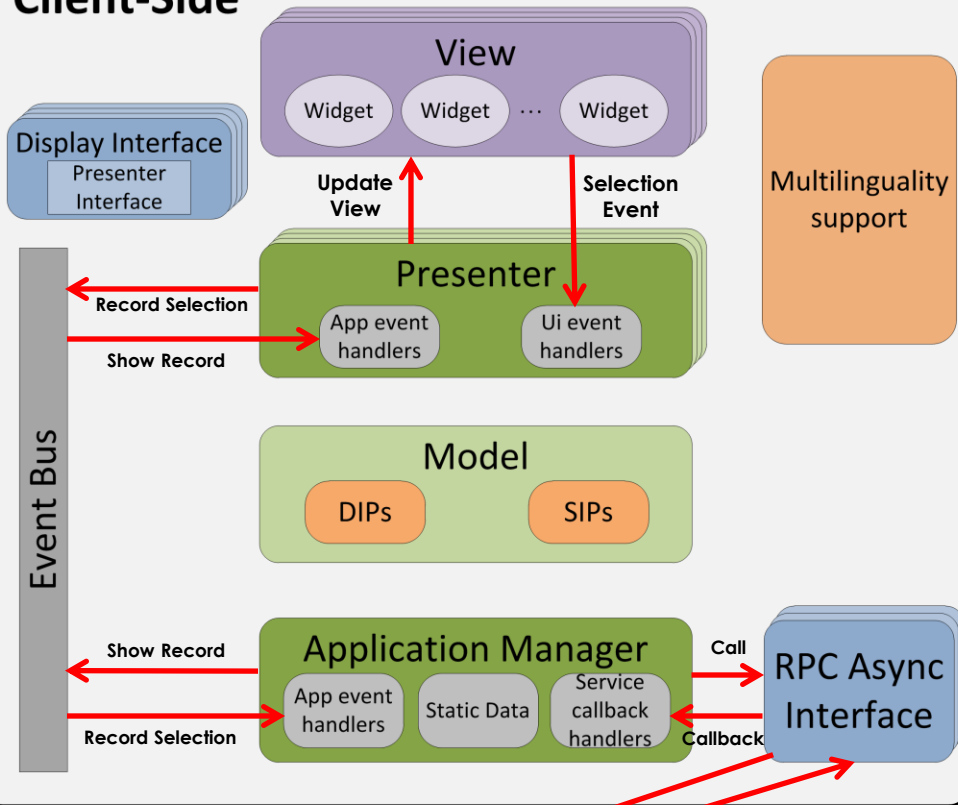 Client-Side
View
Widget
Widget
...
Widget
Display Interface
Presenter
Interface
Multilinguality
support
Update
View
Selection
Event
Presenter
App event
handlers
Ui event
handlers
Record Selection
Show Record
Event Bus
Model
DIPs
SIPs
Application Manager
App event
handlers
Static Data
Service
callback
handlers
Show Record
Record Selection
Call
Callback
RPC Async
Interface